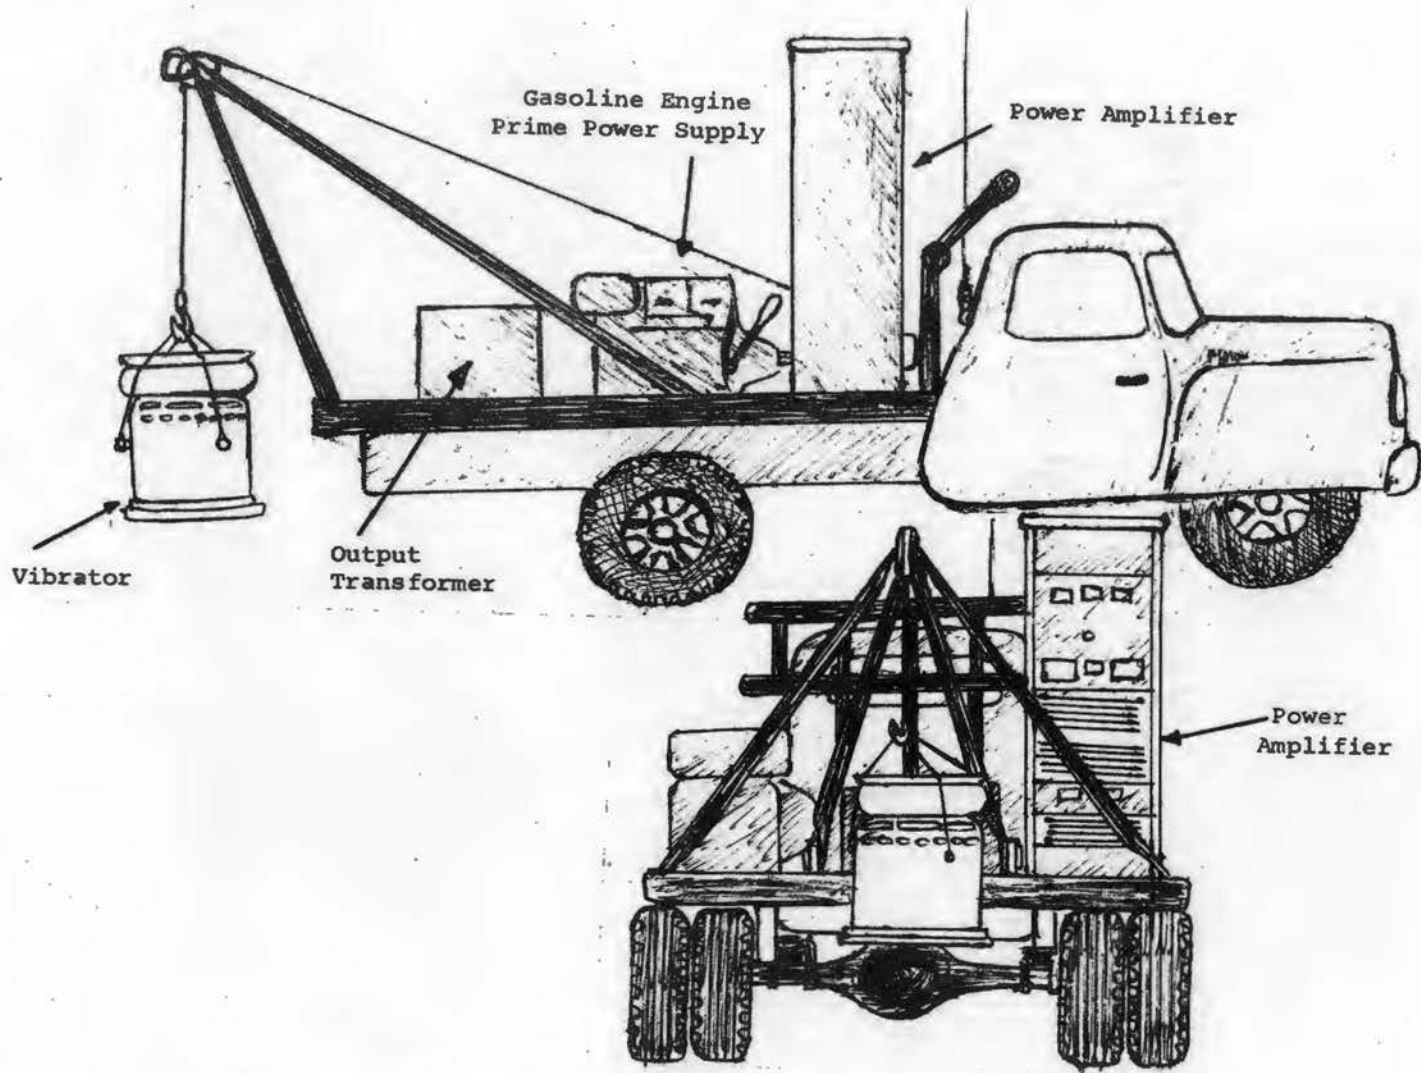 Gasoline Engine
Prime Power Supply
Power Amplifier
Vibrator
Output
Transformer
Power
Amplifier